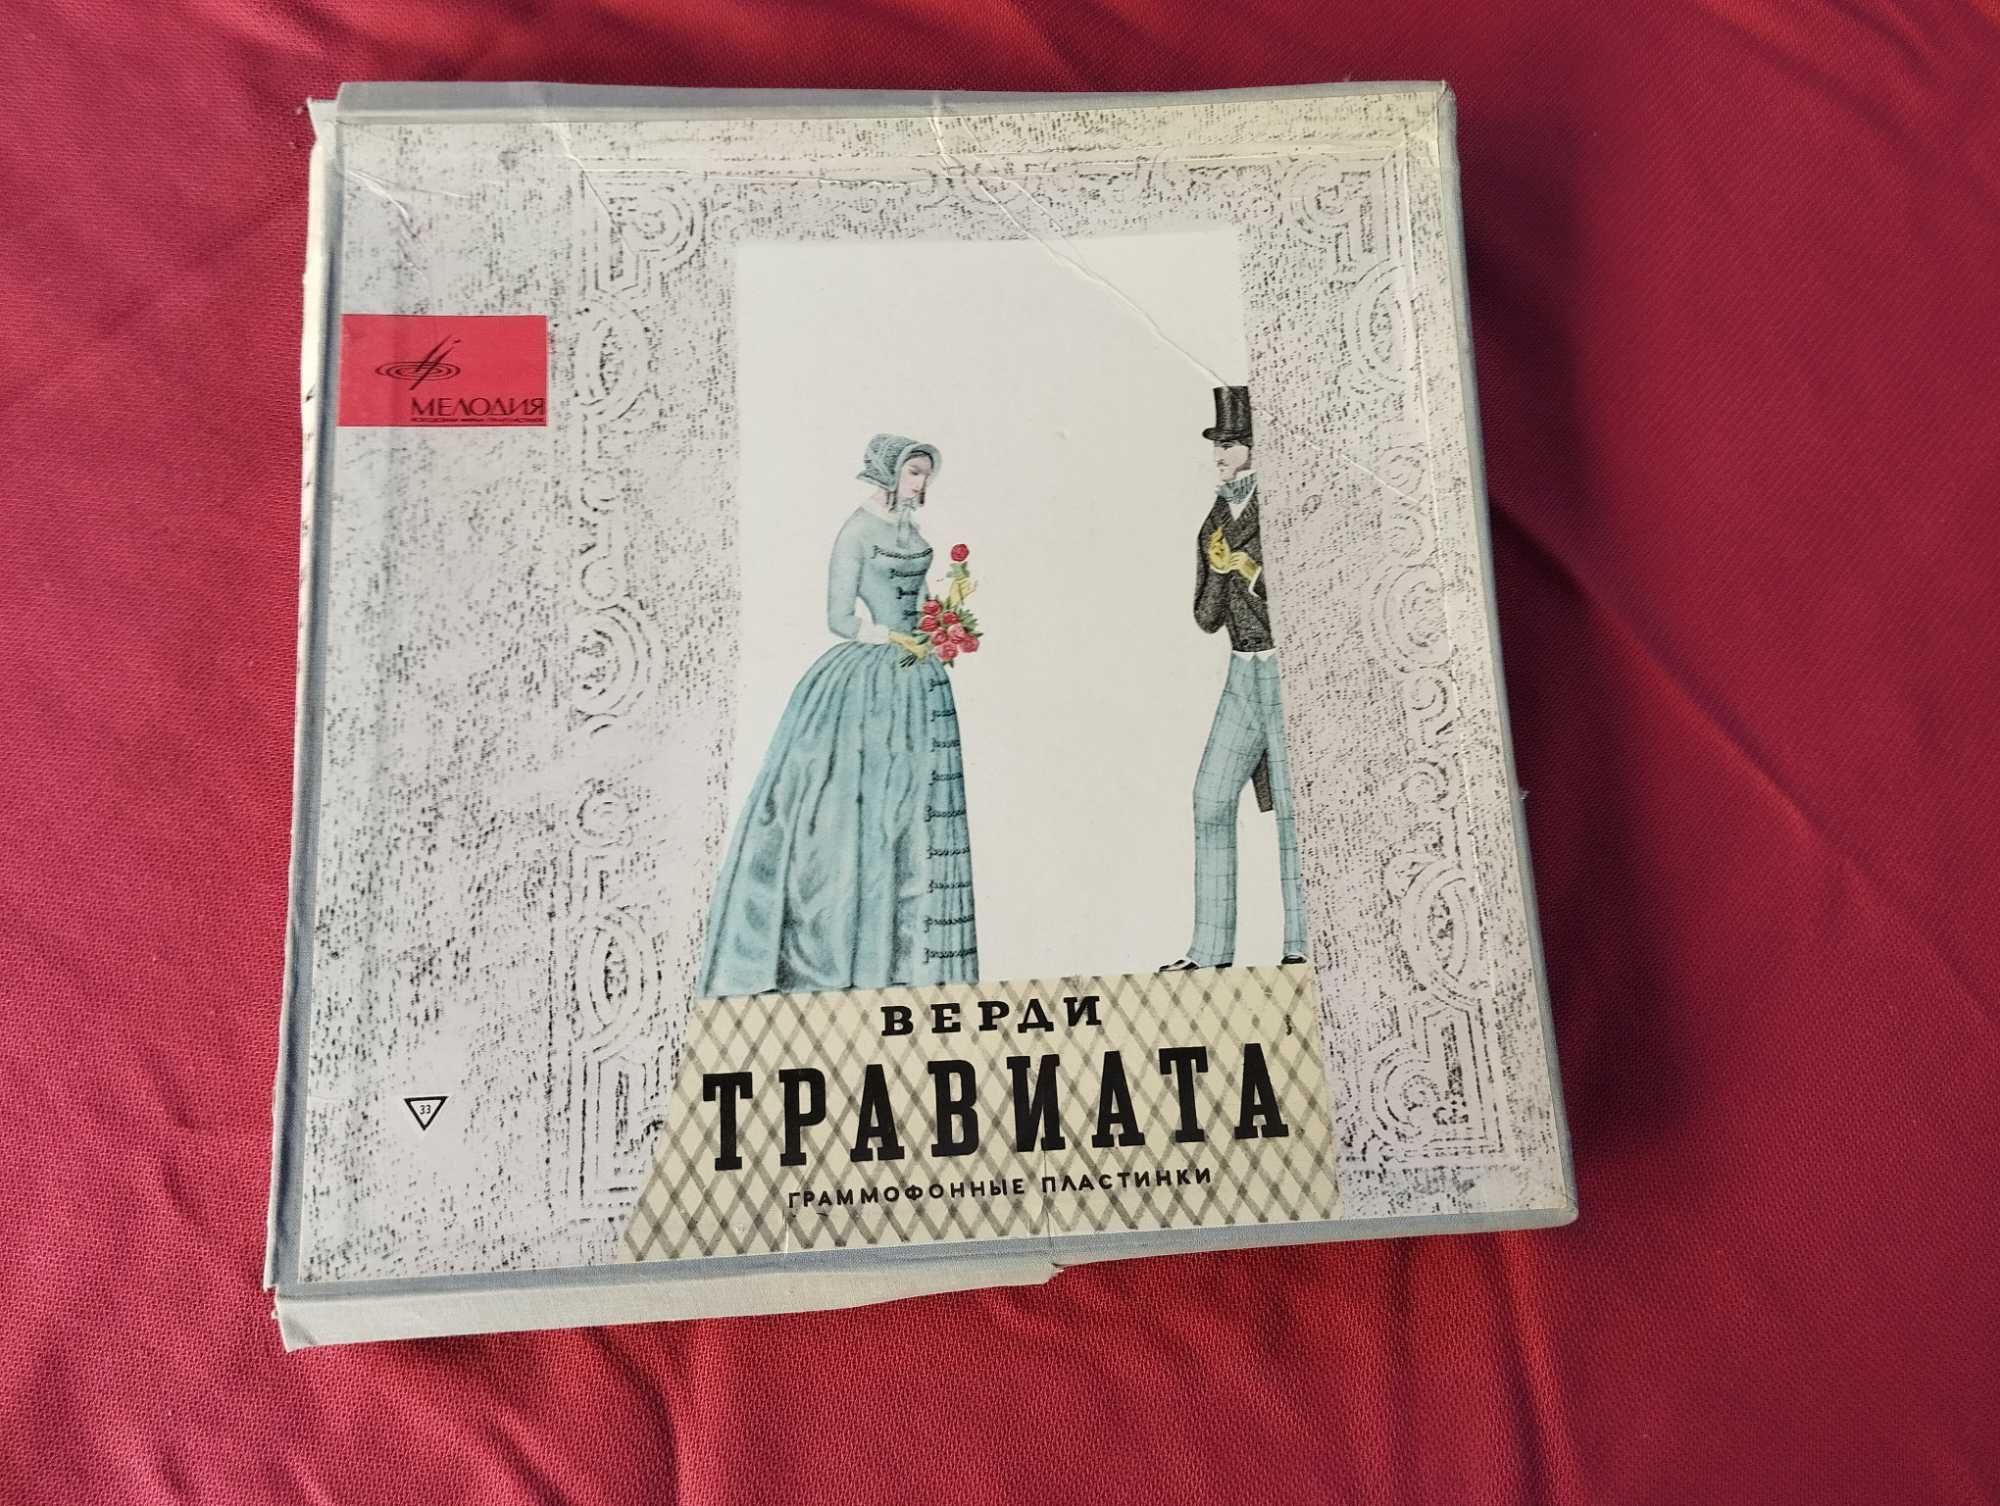 МЕЛОДИЯ
ВЕРДИ
ТРАВИАТА
ГРАММОФОННЫЕ ПЛАСТИНКИ
33